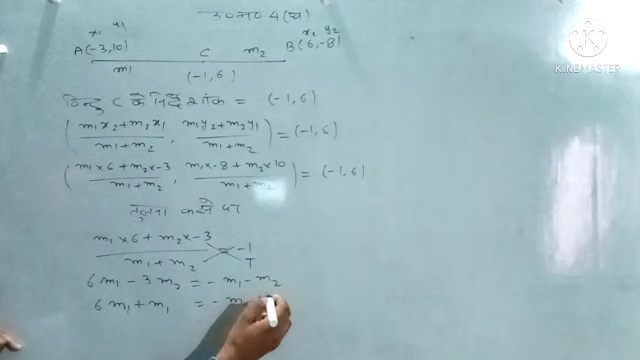 उ०न० 4(ख)
x₁ y₁
x₂ y₂
A(-3,10) C m₂ B(6,-8)
m₁ (-1,6)
बिन्दु C के निर्देशांक = (-1,6)
(m₁x₂+m₂x₁/m₁+m₂, m₁y₂+m₂y₁/m₁+m₂) = (-1,6)
(m₁×6+m₂×-3/m₁+m₂, m₁×-8+m₂×10/m₁+m₂) = (-1,6)
तुलना करने पर
m₁×6+m₂×-3/m₁+m₂ = -1/1
6m₁-3m₂ = -m₁-m₂
6m₁+m₁ = -m
KINEMASTER